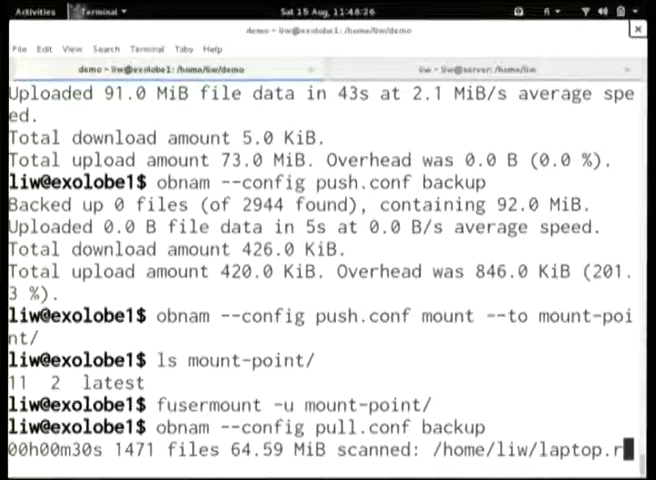 Activities Terminal Sat 15 Aug, 11:48:26 fi
demo - liw@exolobe1: /home/liw/demo
File Edit View Search Terminal Tabs Help
demo - liw@exolobe1: /home/liw/demo liw - liw@server: /home/liw
Uploaded 91.0 MiB file data in 43s at 2.1 MiB/s average spe
ed.
Total download amount 5.0 KiB.
Total upload amount 73.0 MiB. Overhead was 0.0 B (0.0 %).
liw@exolobe1$ obnam --config push.conf backup
Backed up 0 files (of 2944 found), containing 92.0 MiB.
Uploaded 0.0 B file data in 5s at 0.0 B/s average speed.
Total download amount 426.0 KiB.
Total upload amount 420.0 KiB. Overhead was 846.0 KiB (201.
3 %).
liw@exolobe1$ obnam --config push.conf mount --to mount-poi
nt/
liw@exolobe1$ ls mount-point/
11 2 latest
liw@exolobe1$ fusermount -u mount-point/
liw@exolobe1$ obnam --config pull.conf backup
00h00m30s 1471 files 64.59 MiB scanned: /home/liw/laptop.r